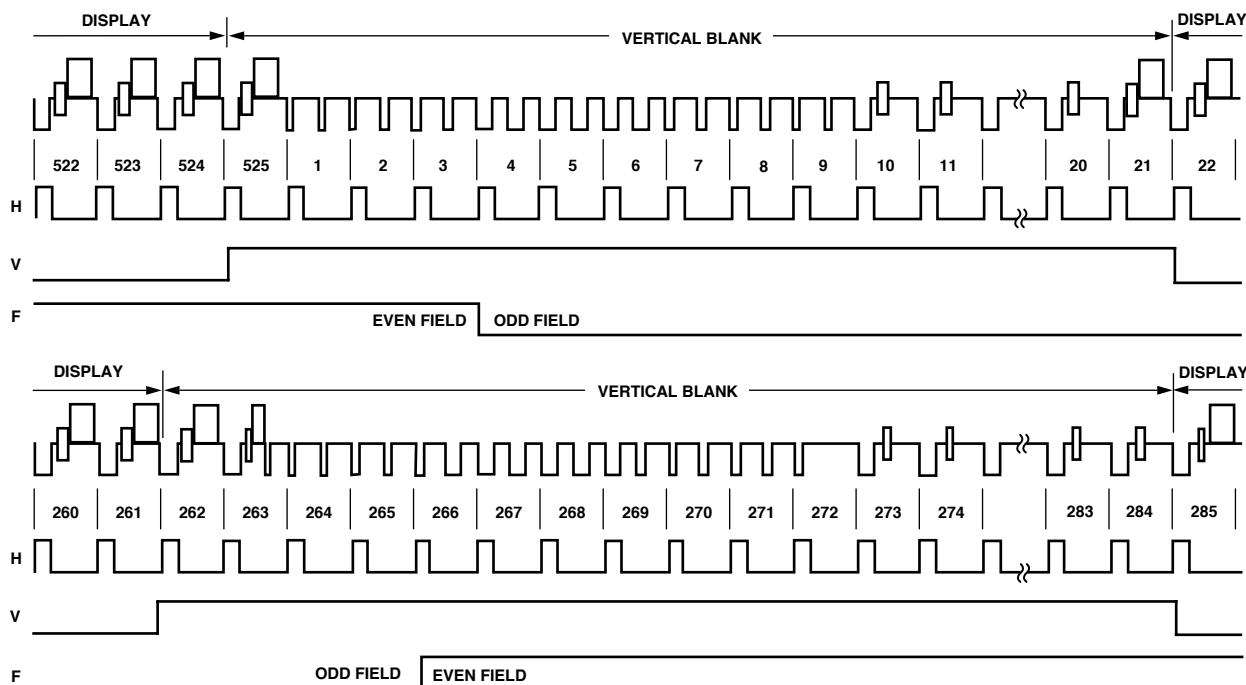 DISPLAY VERTICAL BLANK DISPLAY
522 523 524 525 1 2 3 4 5 6 7 8 9 10 11 20 21 22
H
V
F EVEN FIELD ODD FIELD
DISPLAY VERTICAL BLANK DISPLAY
260 261 262 263 264 265 266 267 268 269 270 271 272 273 274 283 284 285
H
V
F ODD FIELD EVEN FIELD